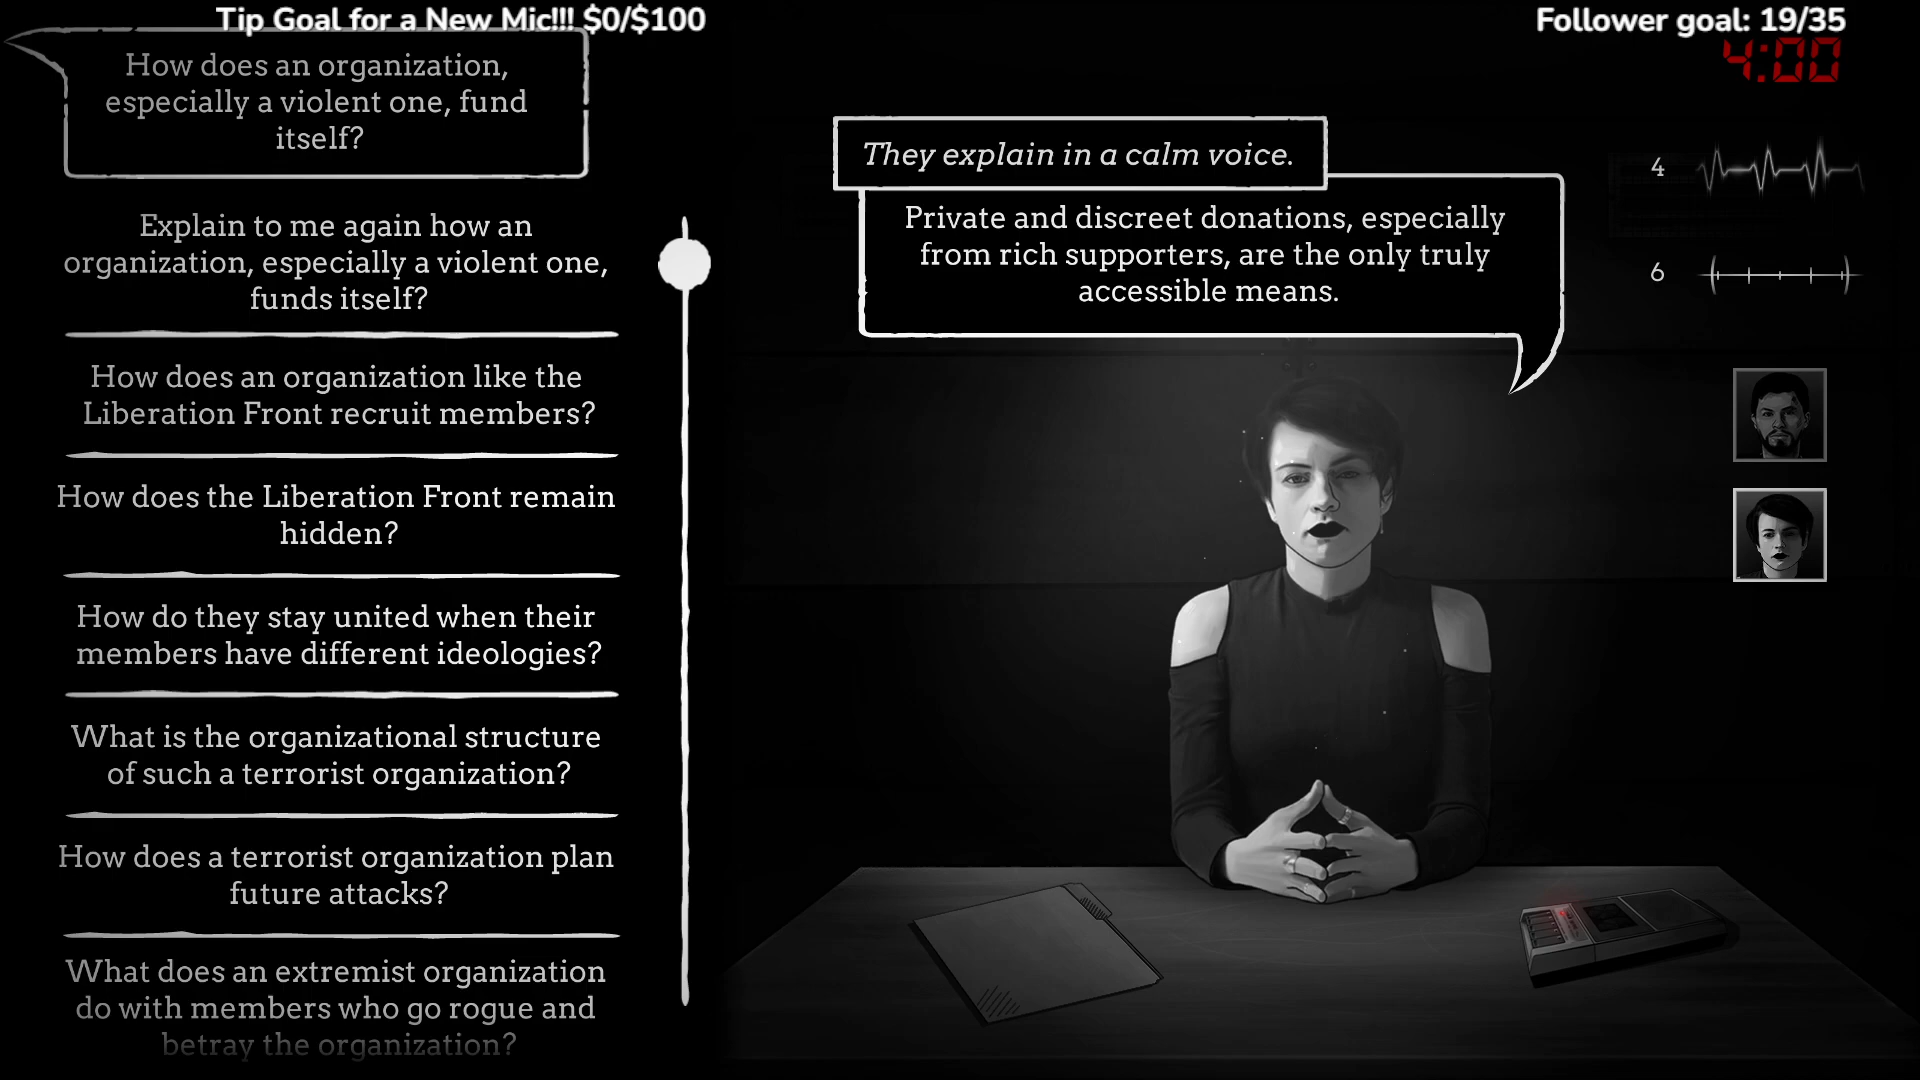 Tip Goal for a New Mic!!! $0/$100
Follower goal: 19/35
4:00
How does an organization,
especially a violent one, fund
itself?
Explain to me again how an
organization, especially a violent one,
funds itself?
How does an organization like the
Liberation Front recruit members?
How does the Liberation Front remain
hidden?
How do they stay united when their
members have different ideologies?
What is the organizational structure
of such a terrorist organization?
How does a terrorist organization plan
future attacks?
What does an extremist organization
do with members who go rogue and
betray the organization?
They explain in a calm voice.
Private and discreet donations, especially
from rich supporters, are the only truly
accessible means.
4
6